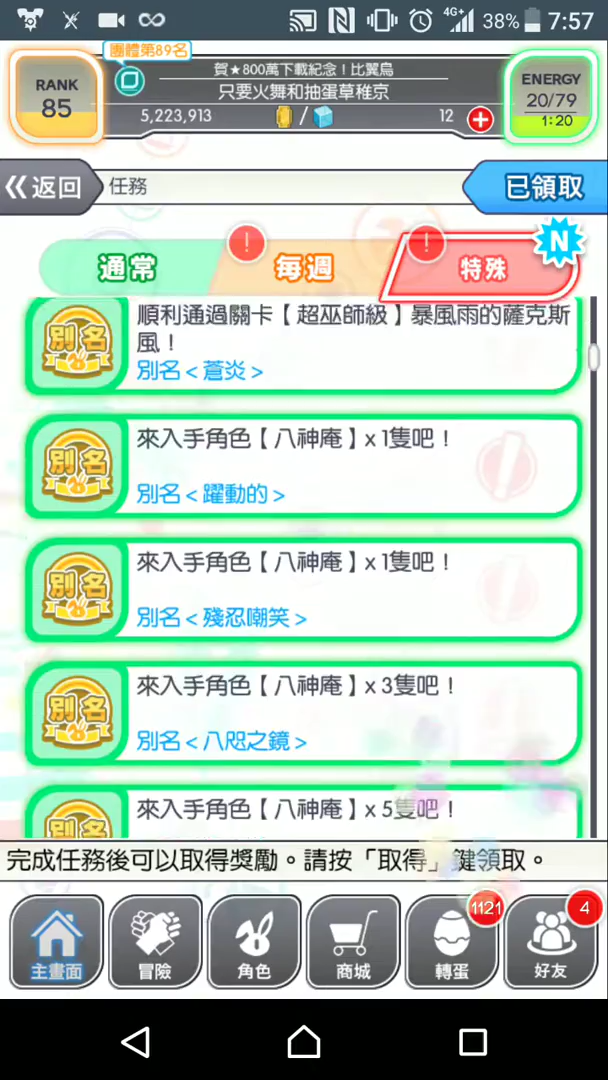 4G+
38%
7:57
團體第89名
RANK
85
賀★800萬下載紀念！比翼鳥
只要火舞和抽蛋草稚京
5,223,913
/
12
ENERGY
20/79
1:20
返回
任務
已領取
通常
!
每週
!
特殊
N
別名
順利通過關卡【超巫師級】暴風雨的薩克斯
風！
別名＜蒼炎＞
別名
來入手角色【八神庵】x 1隻吧！
別名＜躍動的＞
別名
來入手角色【八神庵】x 1隻吧！
別名＜殘忍嘲笑＞
別名
來入手角色【八神庵】x 3隻吧！
別名＜八咫之鏡＞
別名
來入手角色【八神庵】x 5隻吧！
完成任務後可以取得獎勵。請按「取得」鍵領取。
1121
4
主畫面
冒險
角色
商城
轉蛋
好友